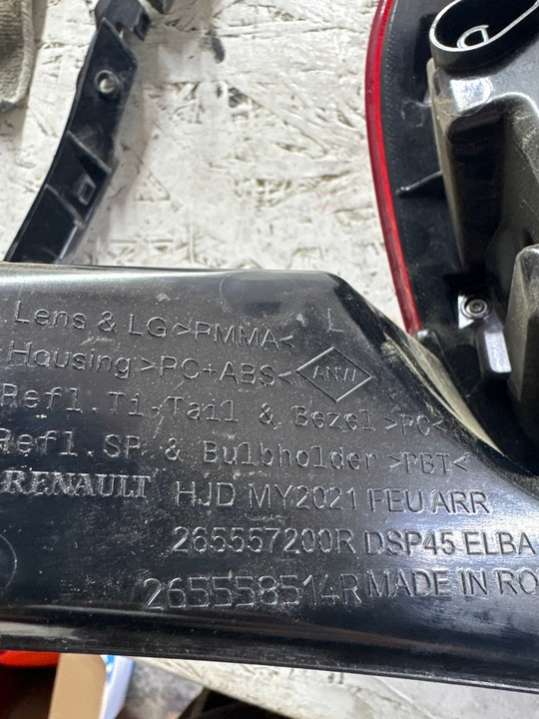 Lens & LG >PMMA< L
Housing >PC+ABS< ANVI
Refl.Ti.Tail & Bezel >PC<
Refl.SP & Bulbholder >PBT<
RENAULT HJD MY2021 FEU ARR
265557200R DSP45 ELBA
265558514R MADE IN RO